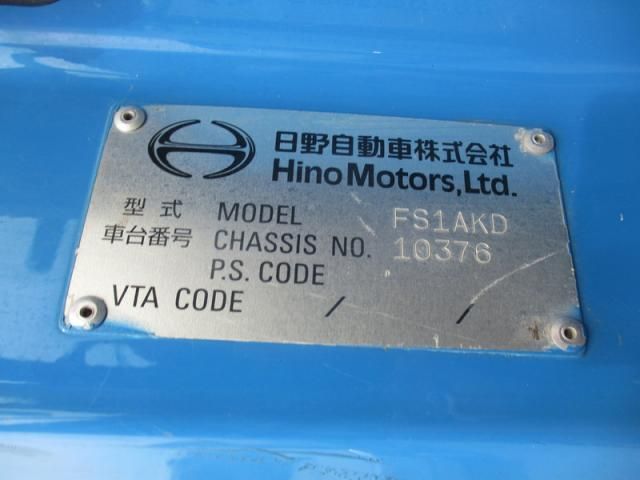 日野自動車株式会社
Hino Motors, Ltd.
型式 MODEL FS1AKD
車台番号 CHASSIS NO. 10376
P.S. CODE
VTA CODE / /